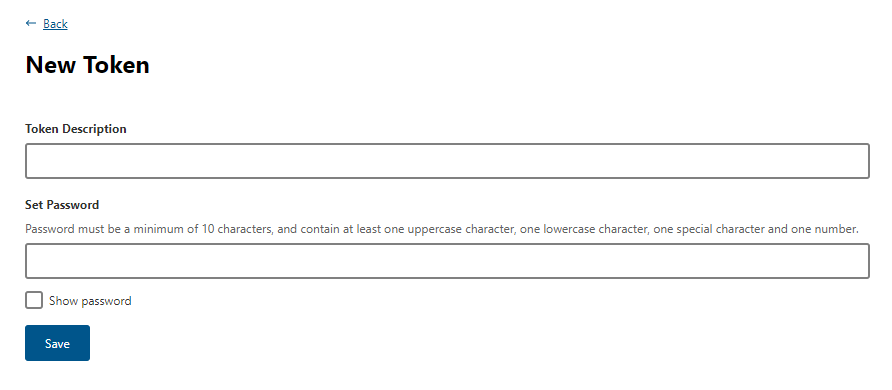 ← Back
New Token
Token Description
Set Password
Password must be a minimum of 10 characters, and contain at least one uppercase character, one lowercase character, one special character and one number.
Show password
Save